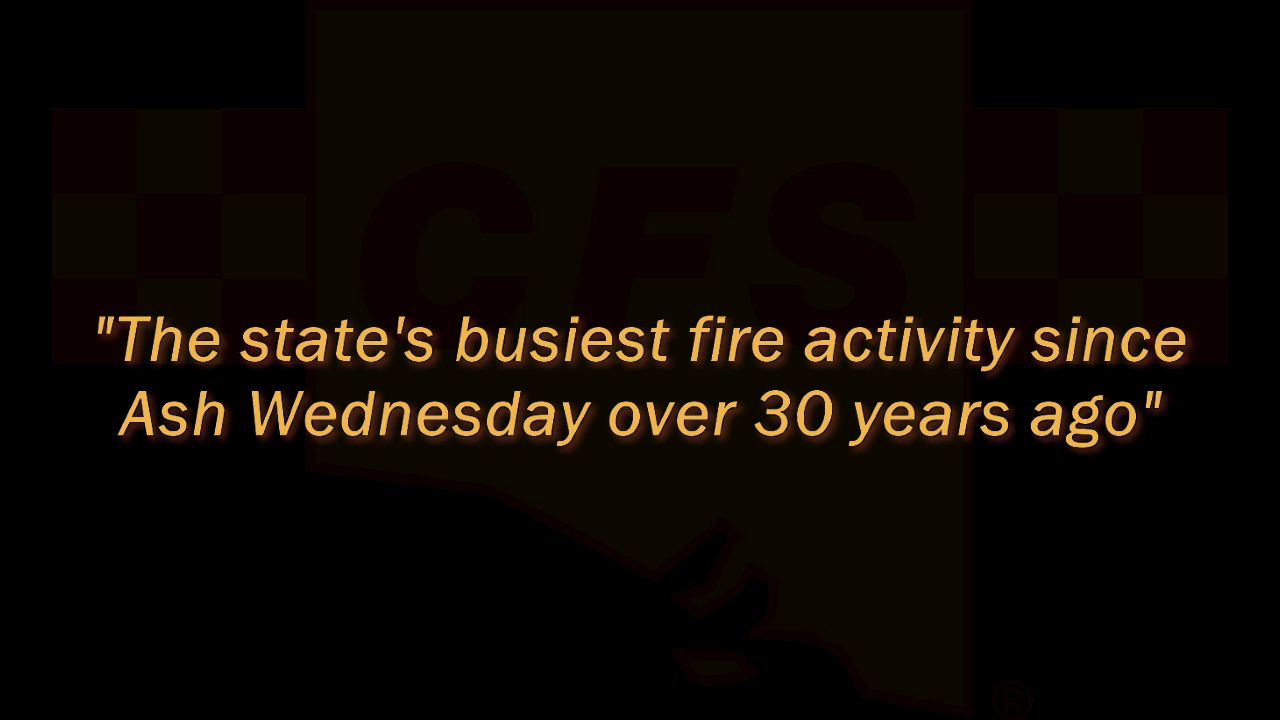 CFS
"The state's busiest fire activity since
Ash Wednesday over 30 years ago"
®